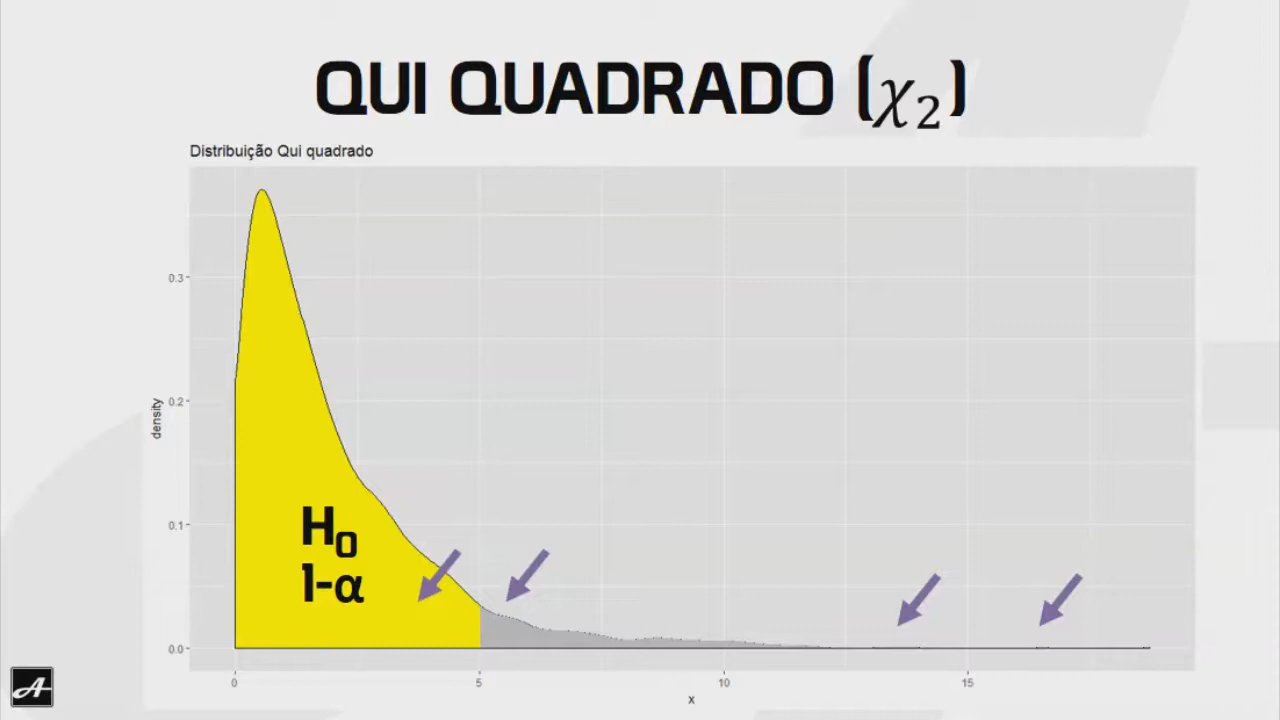 QUI QUADRADO (χ₂)
Distribuição Qui quadrado
density
0.3
0.2
0.1
0.0
H₀
1-α
0
5
10
15
x
A